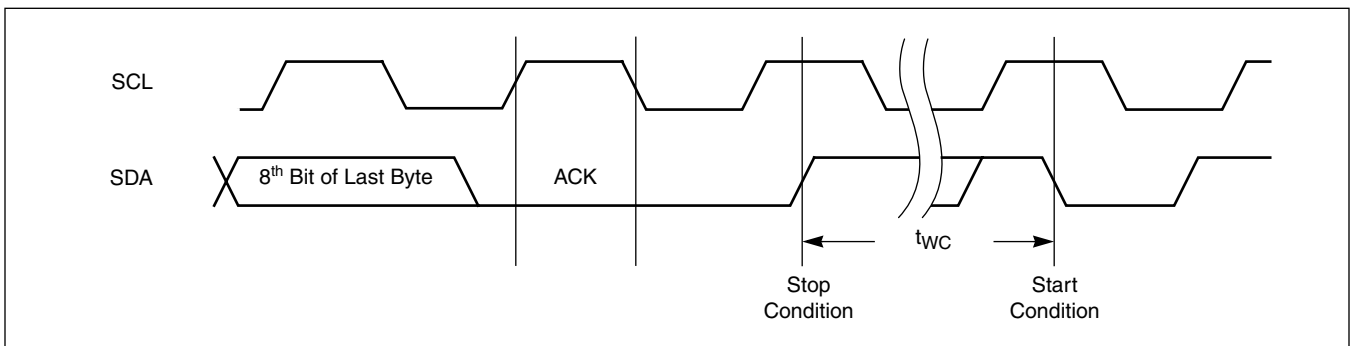 SCL
SDA
8th Bit of Last Byte
ACK
tWC
Stop
Condition
Start
Condition